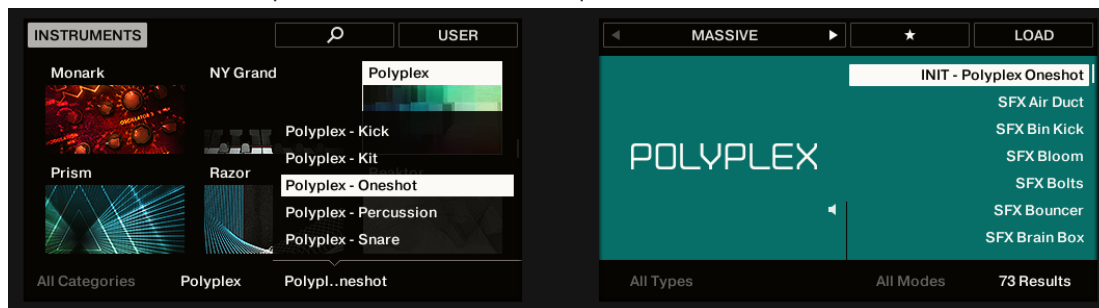 INSTRUMENTS
USER
Monark
NY Grand
Polyplex
Polyplex - Kick
Polyplex - Kit
Prism
Razor
Reaktor
Polyplex - Oneshot
Polyplex - Percussion
Polyplex - Snare
All Categories
Polyplex
Polypl..neshot
MASSIVE
LOAD
POLYPLEX
INIT - Polyplex Oneshot
SFX Air Duct
SFX Bin Kick
SFX Bloom
SFX Bolts
SFX Bouncer
SFX Brain Box
All Types
All Modes
73 Results